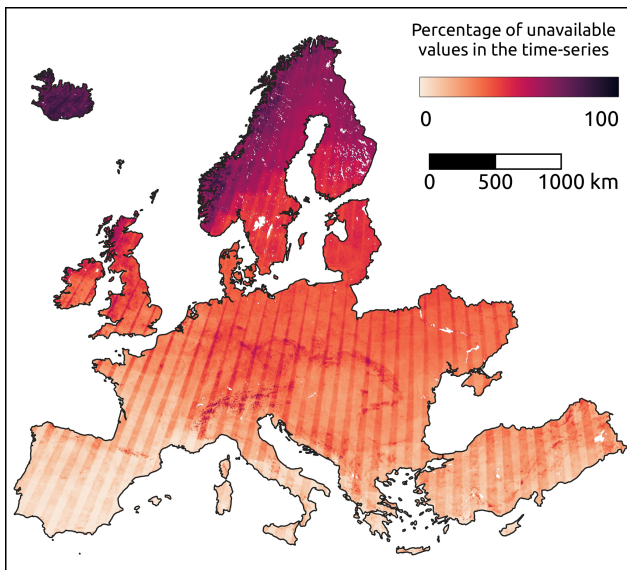 Percentage of unavailable
values in the time-series
0 100
0 500 1000 km